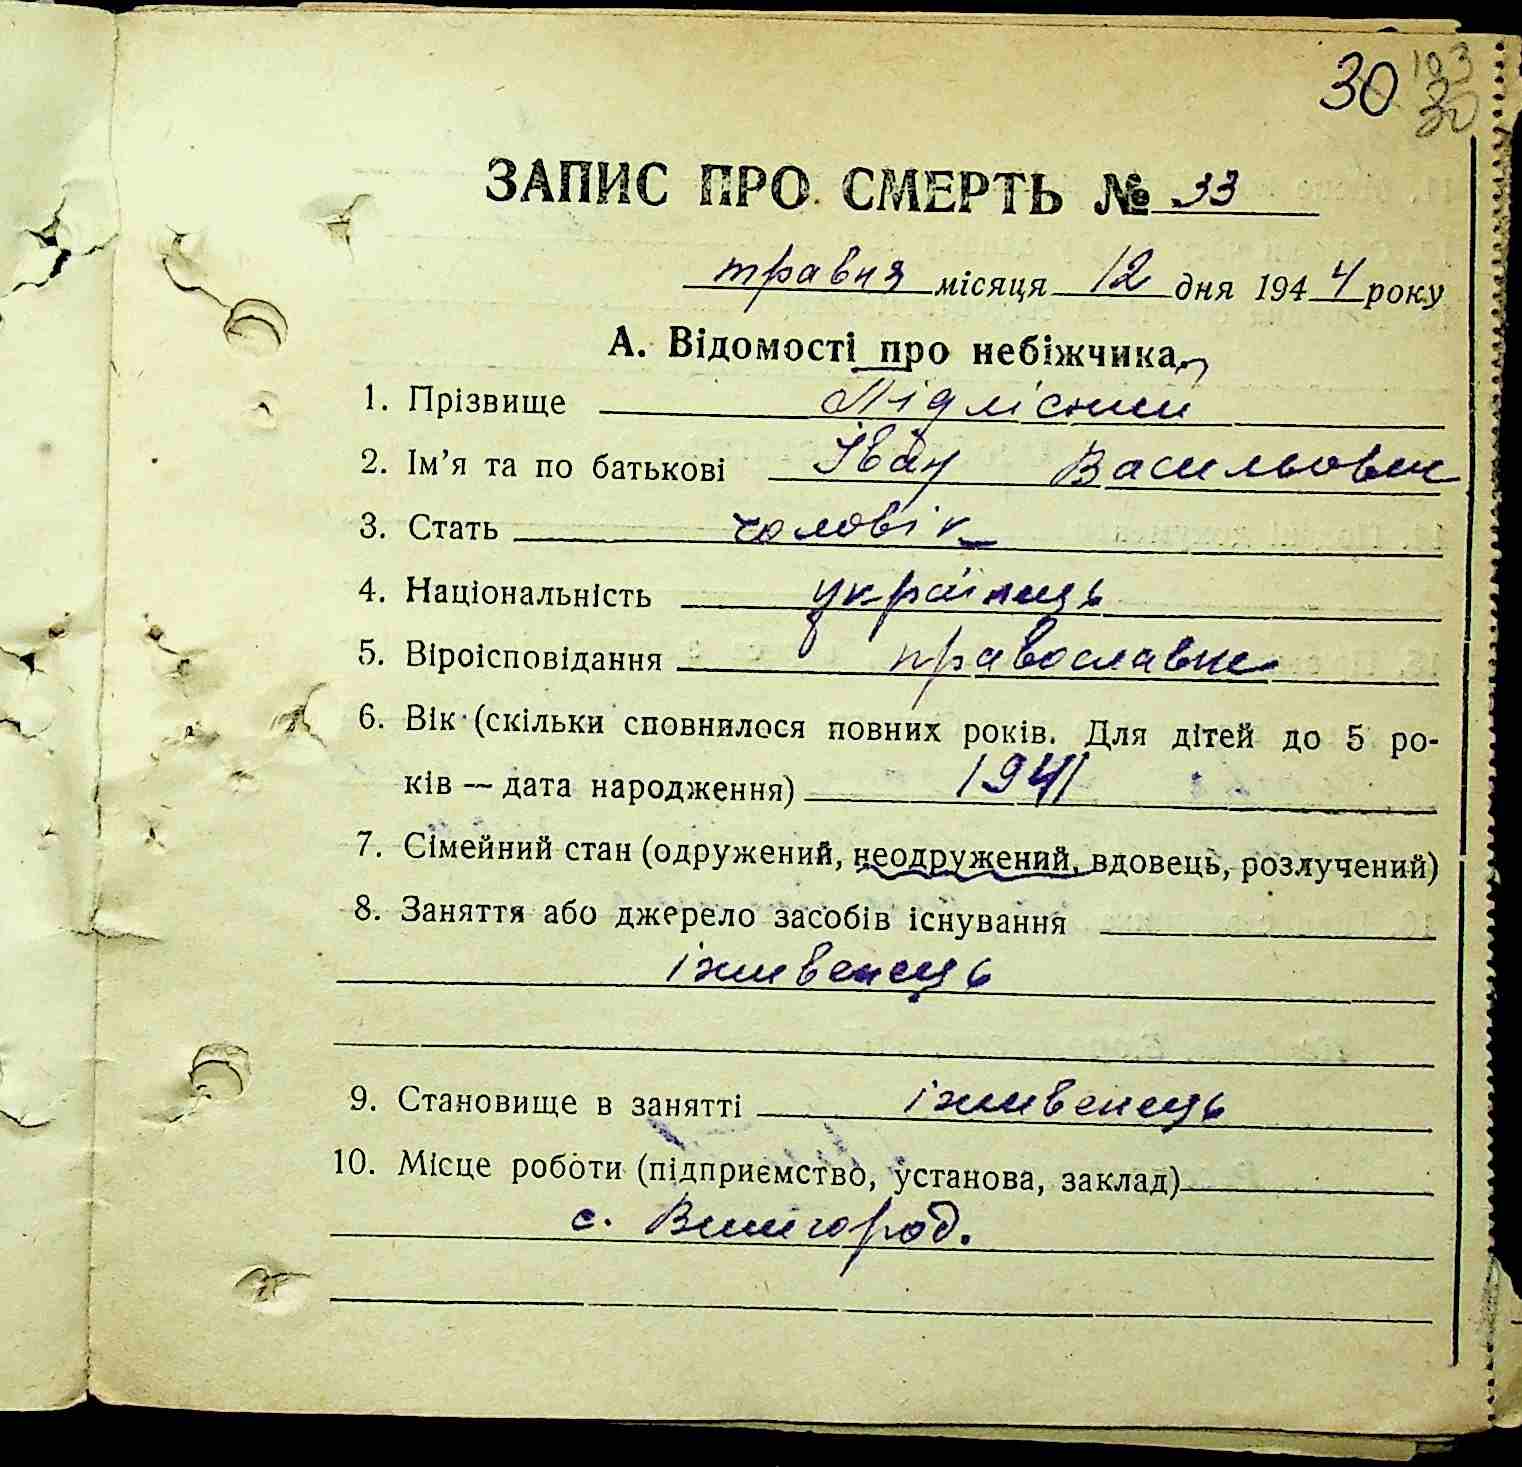 30 103
30
ЗАПИС ПРО СМЕРТЬ № 33
травня місяця 12 дня 1944 року
А. Відомості про небіжчика
1. Прізвище Підлісний
2. Ім'я та по батькові Іван Васильович
3. Стать чоловік
4. Національність українець
5. Віроісповідання православне
6. Вік (скільки сповнилося повних років. Для дітей до 5 ро-
ків — дата народження) 1941
7. Сімейний стан (одружений, неодружений, вдовець, розлучений)
8. Заняття або джерело засобів існування
іживенець
9. Становище в занятті іживенець
10. Місце роботи (підприємство, установа, заклад)
с. Вишгород.